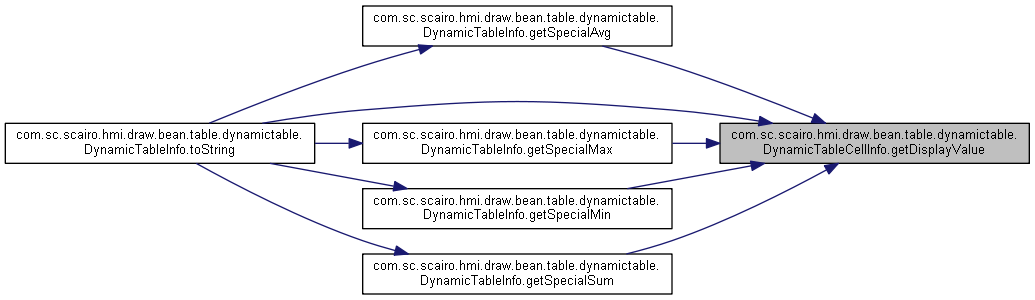 com.sc.scairo.hmi.draw.bean.table.dynamictable.
DynamicTableInfo.getSpecialAvg
com.sc.scairo.hmi.draw.bean.table.dynamictable.
DynamicTableInfo.toString
com.sc.scairo.hmi.draw.bean.table.dynamictable.
DynamicTableInfo.getSpecialMax
com.sc.scairo.hmi.draw.bean.table.dynamictable.
DynamicTableCellInfo.getDisplayValue
com.sc.scairo.hmi.draw.bean.table.dynamictable.
DynamicTableInfo.getSpecialMin
com.sc.scairo.hmi.draw.bean.table.dynamictable.
DynamicTableInfo.getSpecialSum